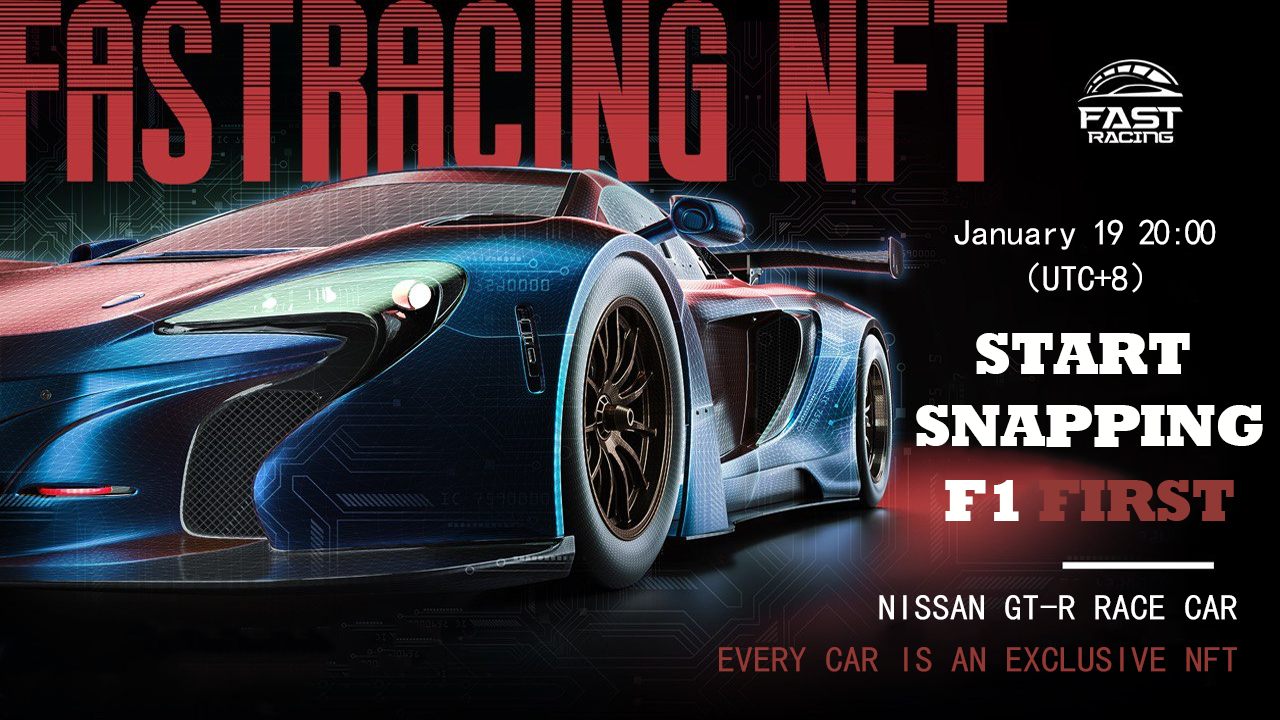 FASTRACING NFT
FAST
RACING
January 19 20:00
(UTC+8)
START
SNAPPING
F1 FIRST
NISSAN GT-R RACE CAR
EVERY CAR IS AN EXCLUSIVE NFT